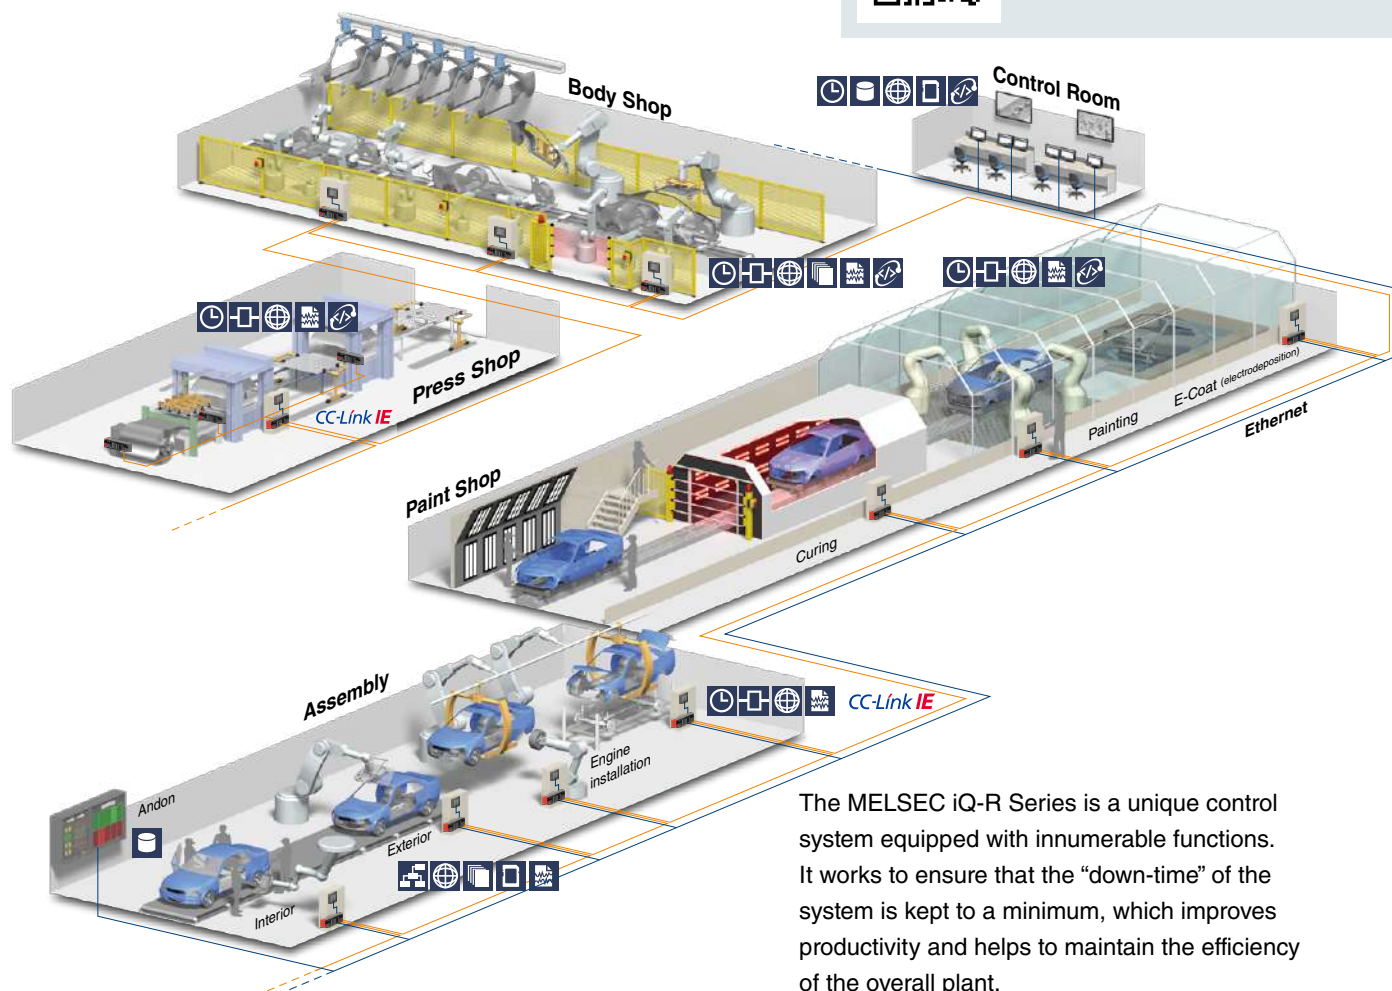 Body Shop
Control Room
Press Shop
CC-Link IE
E-Coat (electrodeposition)
Painting
Ethernet
Paint Shop
Curing
Assembly
CC-Link IE
Engine
installation
Andon
Exterior
Interior
The MELSEC iQ-R Series is a unique control
system equipped with innumerable functions.
It works to ensure that the “down-time” of the
system is kept to a minimum, which improves
productivity and helps to maintain the efficiency
of the overall plant.